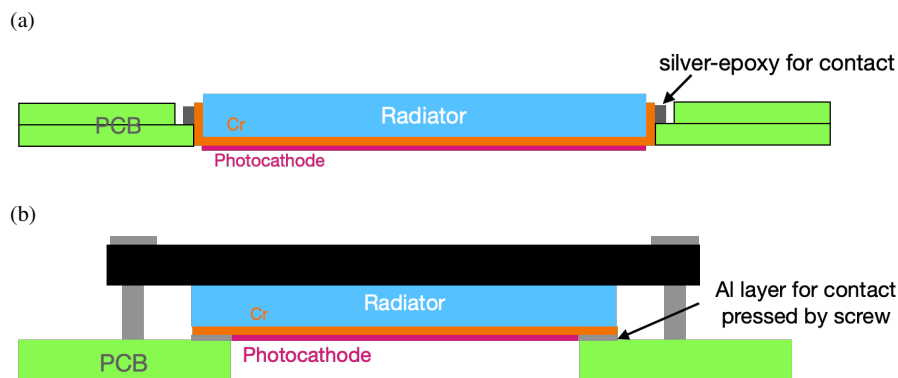 (a)
silver-epoxy for contact
Radiator
PCB
Cr
Photocathode
(b)
Al layer for contact
pressed by screw
Radiator
Cr
Photocathode
PCB